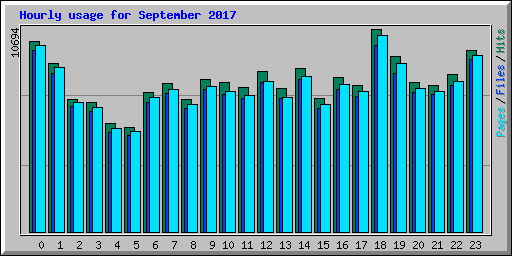 Hourly usage for September 2017
10694
Pages/Files/Hits
0 1 2 3 4 5 6 7 8 9 10 11 12 13 14 15 16 17 18 19 20 21 22 23